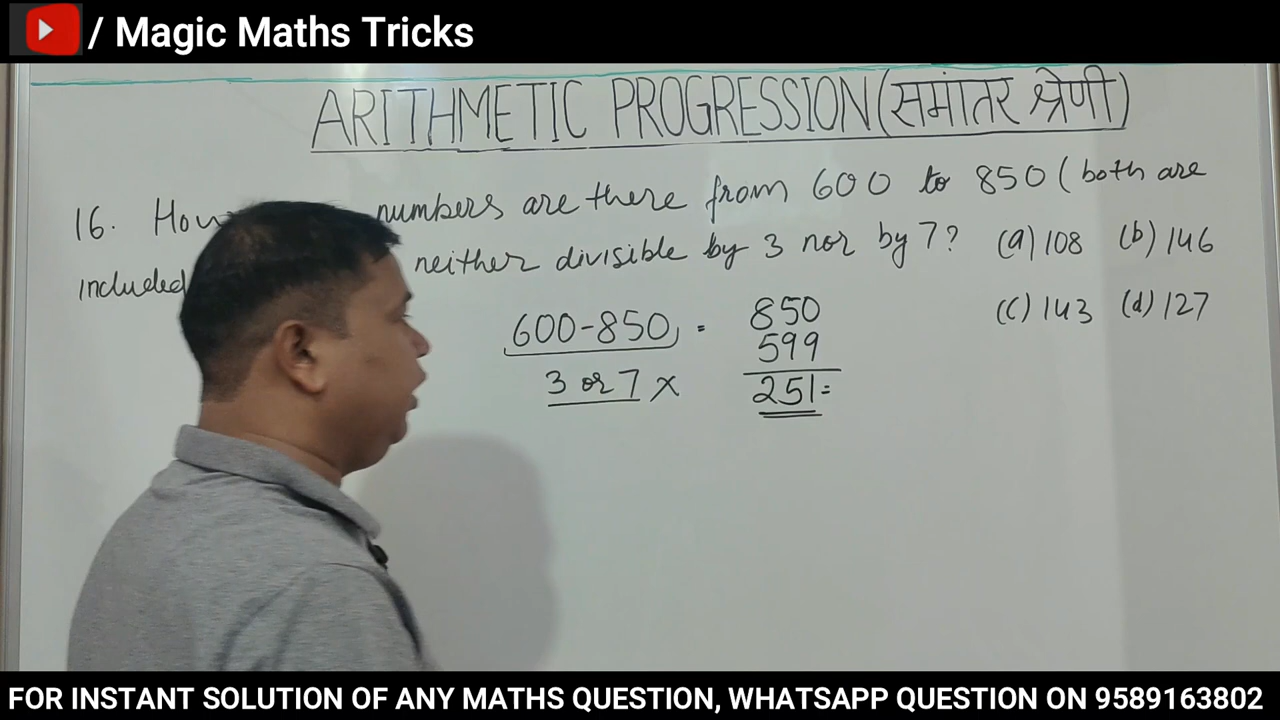 / Magic Maths Tricks
ARITHMETIC PROGRESSION (समांतर श्रेणी)
16. numbers are there from 600 to 850 (both are
included neither divisible by 3 nor by 7? (a) 108 (b) 146
(c) 143 (d) 127
600-850 =
3 or 7 ×
850
599
251=
FOR INSTANT SOLUTION OF ANY MATHS QUESTION, WHATSAPP QUESTION ON 9589163802